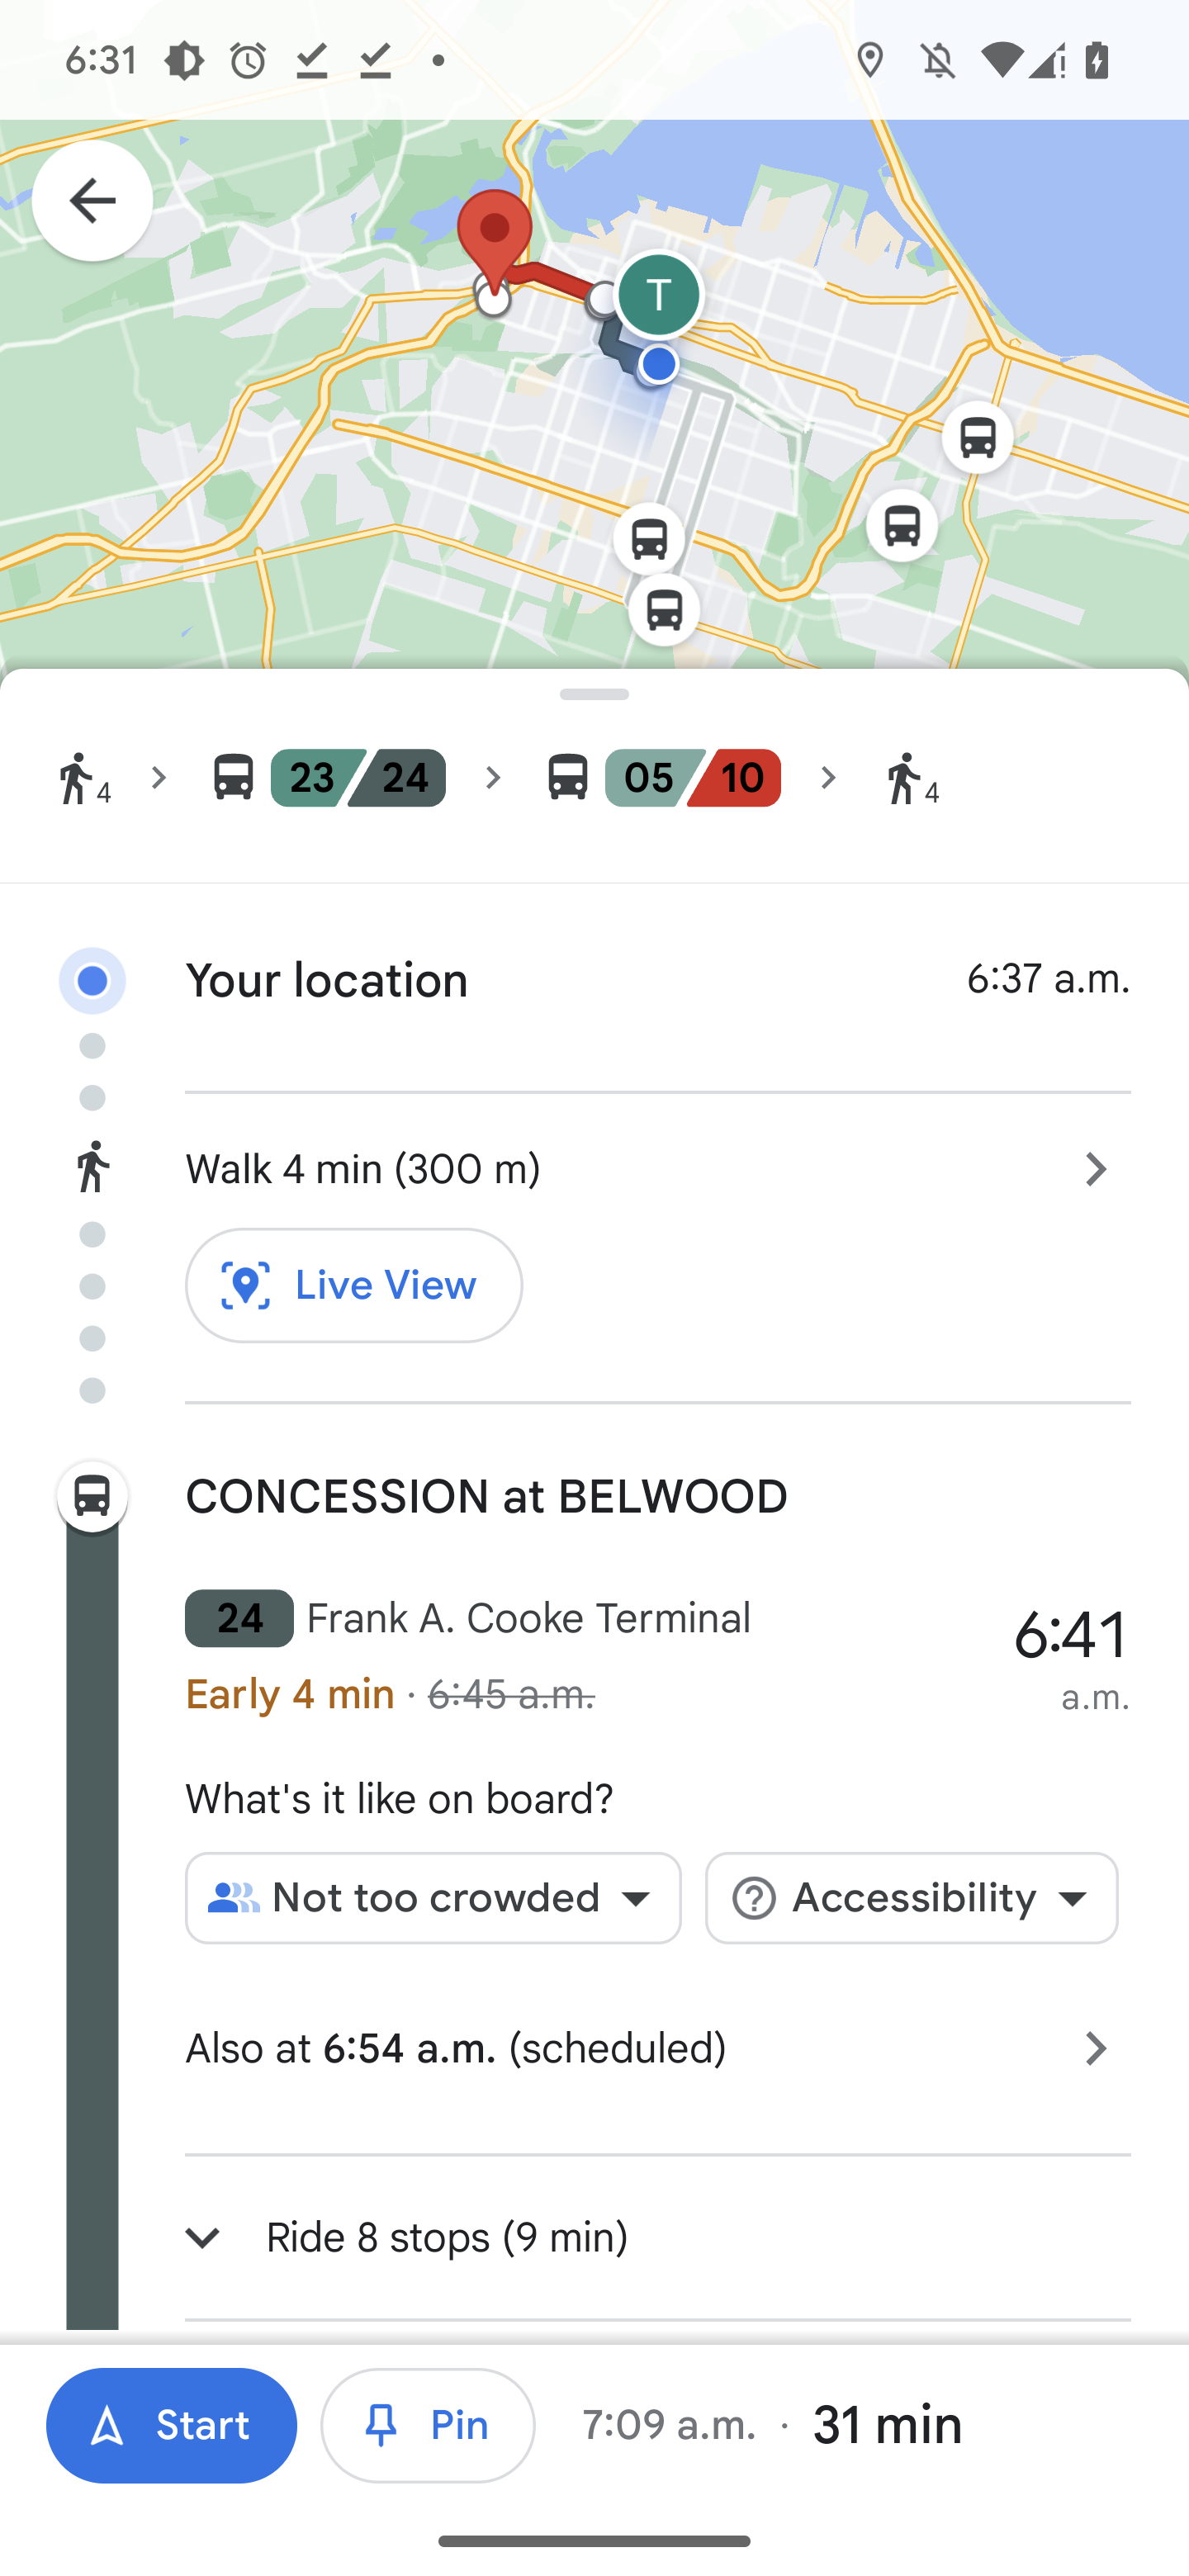 6:31
T
4
23 24
05 10
4
Your location
6:37 a.m.
Walk 4 min (300 m)
Live View
CONCESSION at BELWOOD
24 Frank A. Cooke Terminal
6:41
Early 4 min · 6:45 a.m.
a.m.
What's it like on board?
Not too crowded
Accessibility
Also at 6:54 a.m. (scheduled)
Ride 8 stops (9 min)
Start
Pin
7:09 a.m. · 31 min